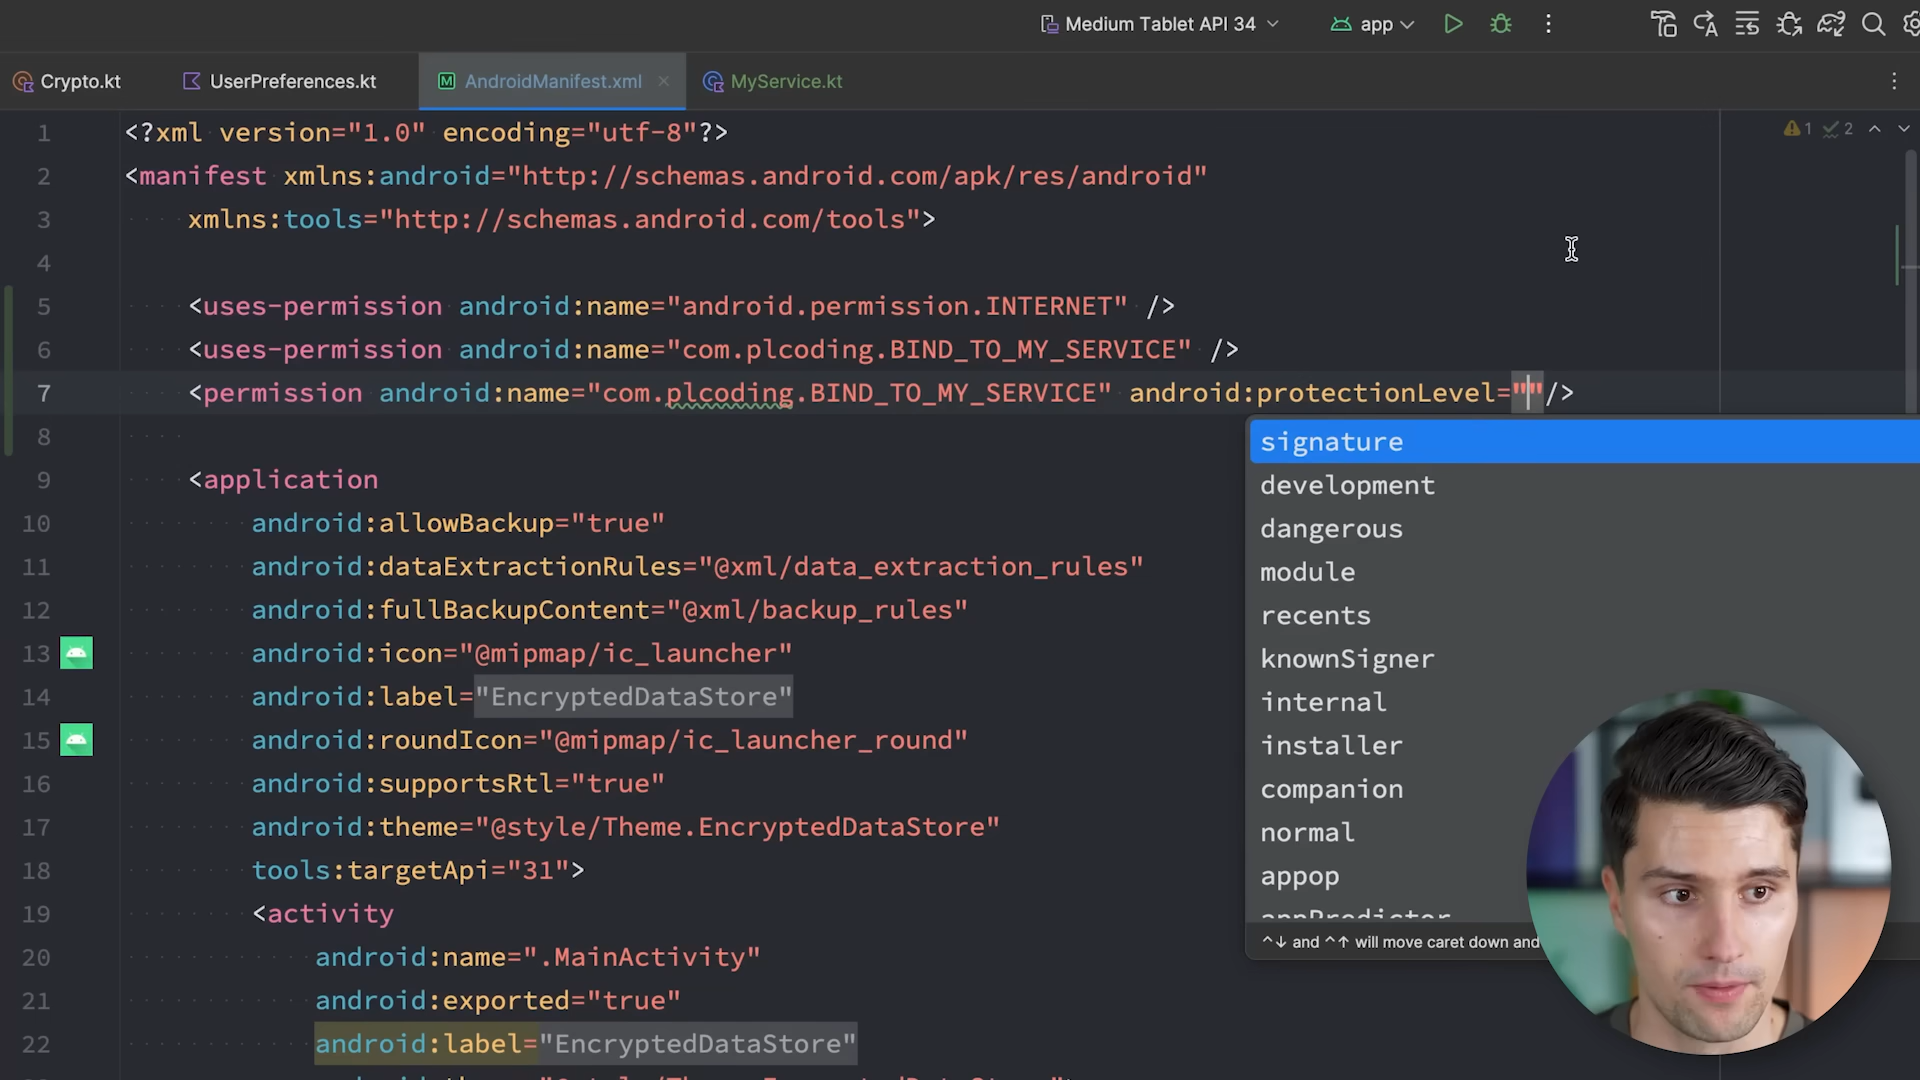 Medium Tablet API 34
app
Crypto.kt
UserPreferences.kt
AndroidManifest.xml
MyService.kt
1 <?xml version="1.0" encoding="utf-8"?>
1 2
2 <manifest xmlns:android="http://schemas.android.com/apk/res/android"
3 xmlns:tools="http://schemas.android.com/tools">
4
5 <uses-permission android:name="android.permission.INTERNET" />
6 <uses-permission android:name="com.plcoding.BIND_TO_MY_SERVICE" />
7 <permission android:name="com.plcoding.BIND_TO_MY_SERVICE" android:protectionLevel=""/>
8
9 <application
10 android:allowBackup="true"
11 android:dataExtractionRules="@xml/data_extraction_rules"
12 android:fullBackupContent="@xml/backup_rules"
13 android:icon="@mipmap/ic_launcher"
14 android:label="EncryptedDataStore"
15 android:roundIcon="@mipmap/ic_launcher_round"
16 android:supportsRtl="true"
17 android:theme="@style/Theme.EncryptedDataStore"
18 tools:targetApi="31">
19 <activity
20 android:name=".MainActivity"
21 android:exported="true"
22 android:label="EncryptedDataStore"
signature
development
dangerous
module
recents
knownSigner
internal
installer
companion
normal
appop
appPredictor
^↓ and ^↑ will move caret down and